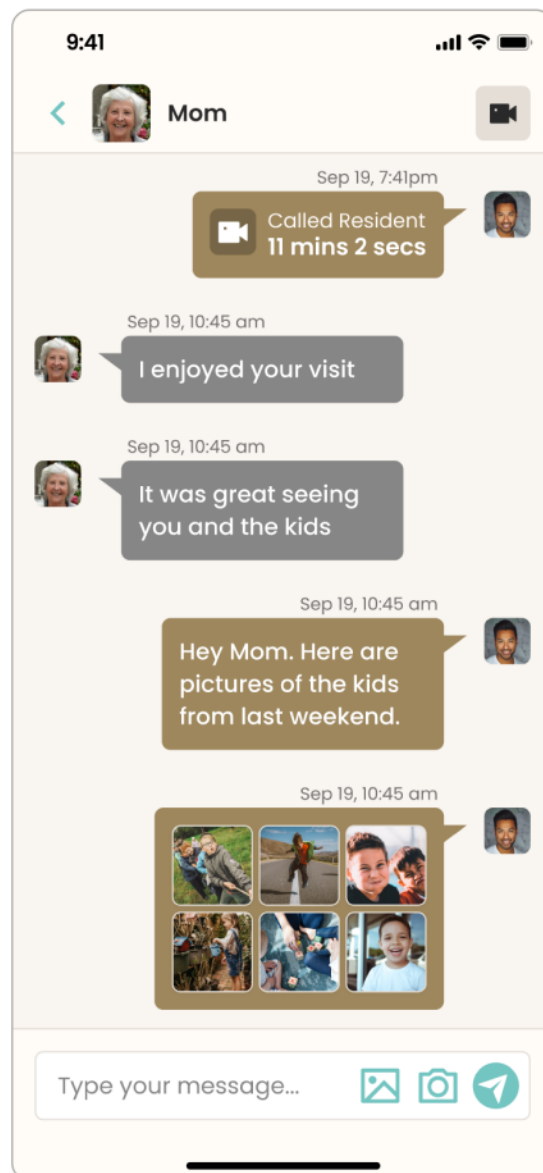 9:41
Mom
Sep 19, 7:41pm
Called Resident
11 mins 2 secs
Sep 19, 10:45 am
I enjoyed your visit
Sep 19, 10:45 am
It was great seeing
you and the kids
Sep 19, 10:45 am
Hey Mom. Here are
pictures of the kids
from last weekend.
Sep 19, 10:45 am
Type your message...